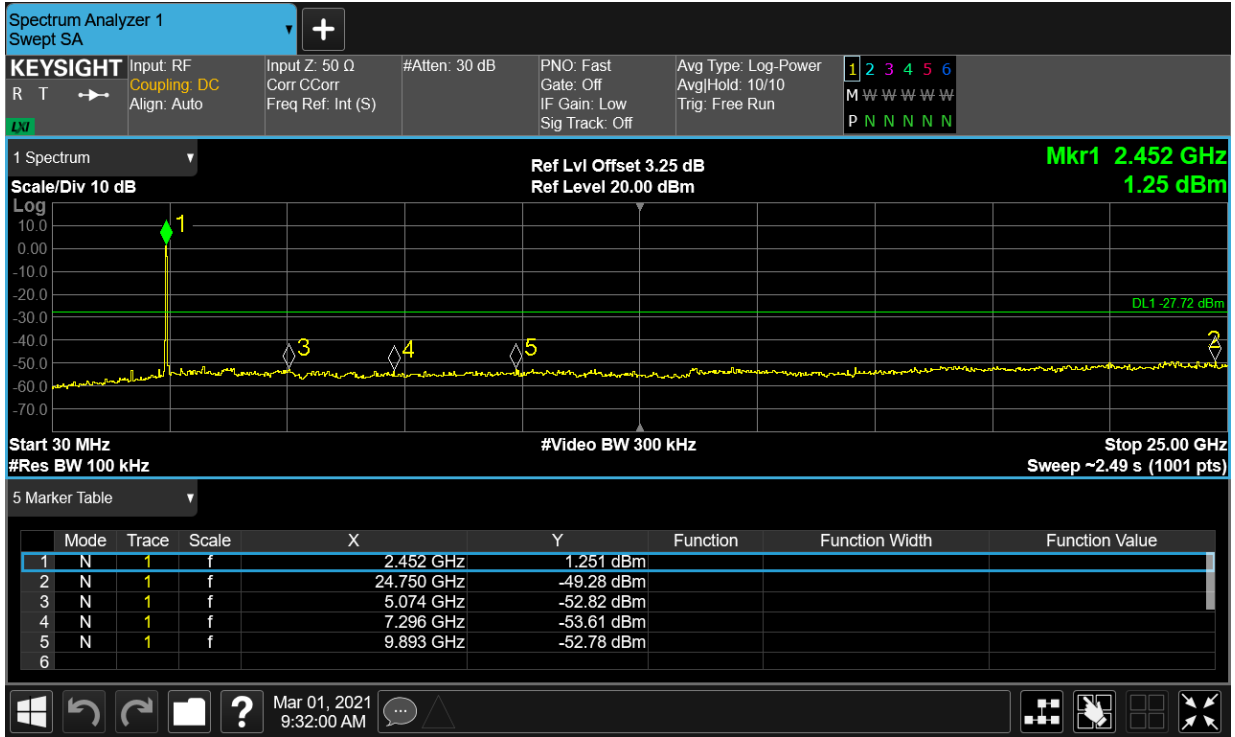 Spectrum Analyzer 1
Swept SA
+
KEYSIGHT
R T
LXI
Input: RF
Coupling: DC
Align: Auto
Input Z: 50 Ω
Corr CCorr
Freq Ref: Int (S)
#Atten: 30 dB
PNO: Fast
Gate: Off
IF Gain: Low
Sig Track: Off
Avg Type: Log-Power
Avg|Hold: 10/10
Trig: Free Run
1 2 3 4 5 6
M W W W W W
P N N N N N
1 Spectrum
Scale/Div 10 dB
Ref Lvl Offset 3.25 dB
Ref Level 20.00 dBm
Mkr1 2.452 GHz
1.25 dBm
Log
10.0
0.00
-10.0
-20.0
-30.0
-40.0
-50.0
-60.0
-70.0
1
DL1 -27.72 dBm
3
4
5
2
Start 30 MHz
#Res BW 100 kHz
#Video BW 300 kHz
Stop 25.00 GHz
Sweep ~2.49 s (1001 pts)
5 Marker Table
Mode Trace Scale X Y Function Function Width Function Value
1 N 1 f 2.452 GHz 1.251 dBm
2 N 1 f 24.750 GHz -49.28 dBm
3 N 1 f 5.074 GHz -52.82 dBm
4 N 1 f 7.296 GHz -53.61 dBm
5 N 1 f 9.893 GHz -52.78 dBm
6
?
Mar 01, 2021
9:32:00 AM